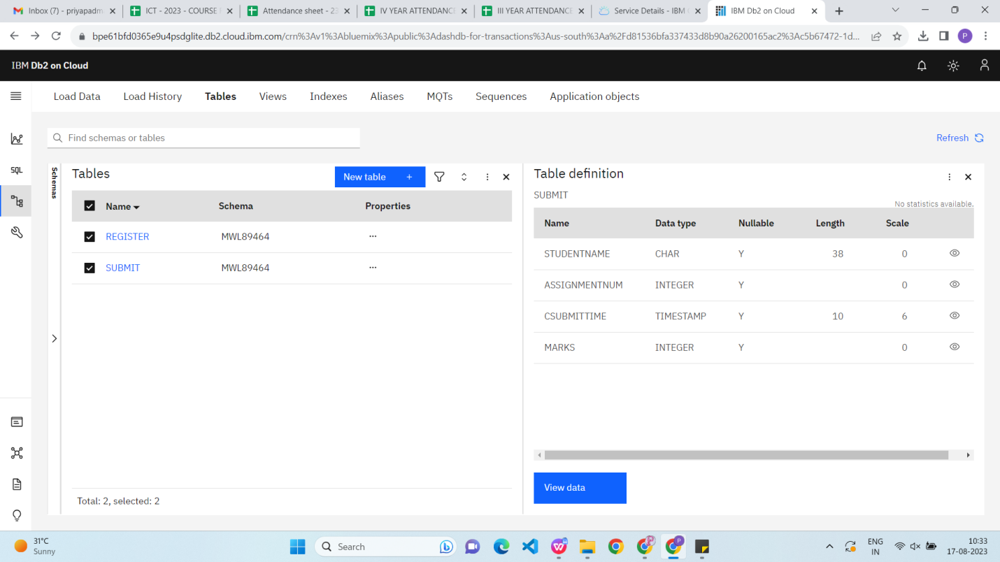 Inbox (7) - priyapadm
ICT - 2023 - COURSE
Attendance sheet - 23
IV YEAR ATTENDANCE
III YEAR ATTENDANCE
Service Details - IBM
IBM Db2 on Cloud
bpe61bfd0365e9u4psdglite.db2.cloud.ibm.com/crn%3Av1%3Abluemix%3Apublic%3Adashdb-for-transactions%3Aus-south%3Aa%2Fd81536bfa337433d8b90a26200165ac2%3Ac5b67472-1d...
P
IBM Db2 on Cloud
Load Data
Load History
Tables
Views
Indexes
Aliases
MQTs
Sequences
Application objects
Find schemas or tables
Refresh
SQL
Schemas
Tables
New table +
Name Schema Properties
REGISTER MWL89464 ...
SUBMIT MWL89464 ...
Total: 2, selected: 2
Table definition
SUBMIT
No statistics available.
Name Data type Nullable Length Scale
STUDENTNAME CHAR Y 38 0
ASSIGNMENTNUM INTEGER Y 0
CSUBMITTIME TIMESTAMP Y 10 6
MARKS INTEGER Y 0
View data
31°C
Sunny
Search
ENG
IN
10:33
17-08-2023